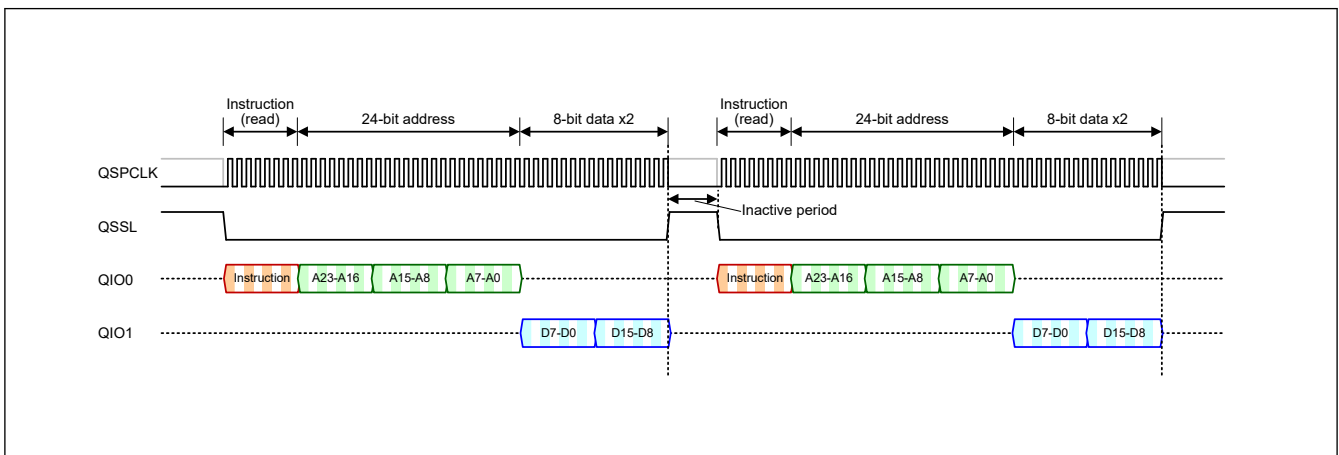 Instruction
(read)
24-bit address
8-bit data x2
Instruction
(read)
24-bit address
8-bit data x2
QSPCLK
Inactive period
QSSL
QIO0
Instruction
A23-A16
A15-A8
A7-A0
Instruction
A23-A16
A15-A8
A7-A0
QIO1
D7-D0
D15-D8
D7-D0
D15-D8